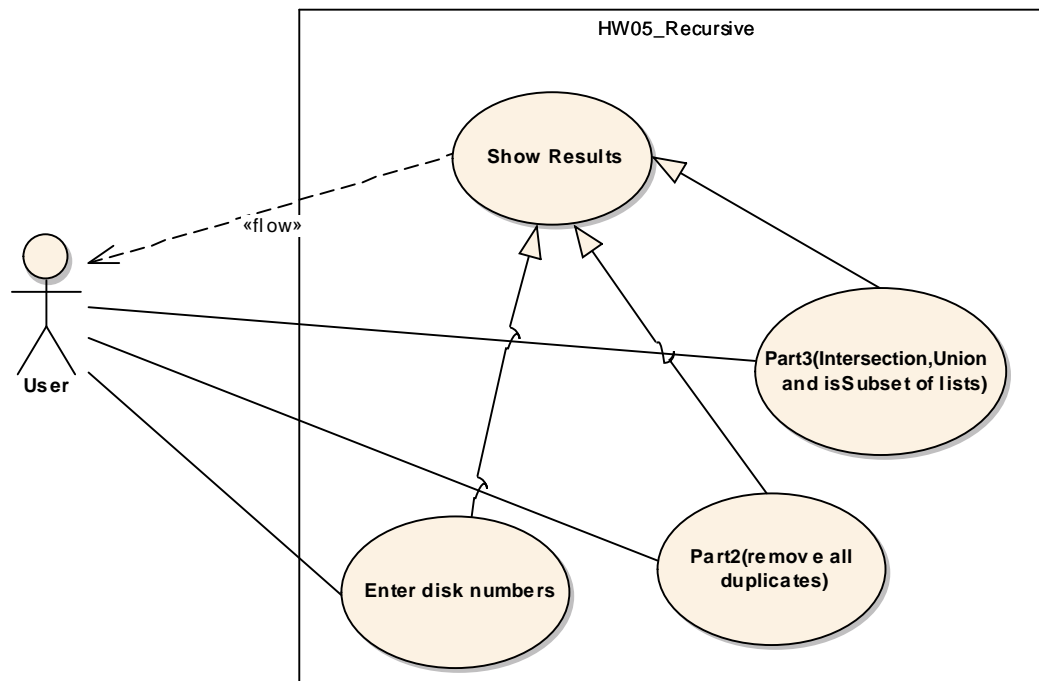 HW05_Recursive
Show Results
«flow»
User
Part3(Intersection,Union
and isSubset of lists)
Part2(remove all
duplicates)
Enter disk numbers